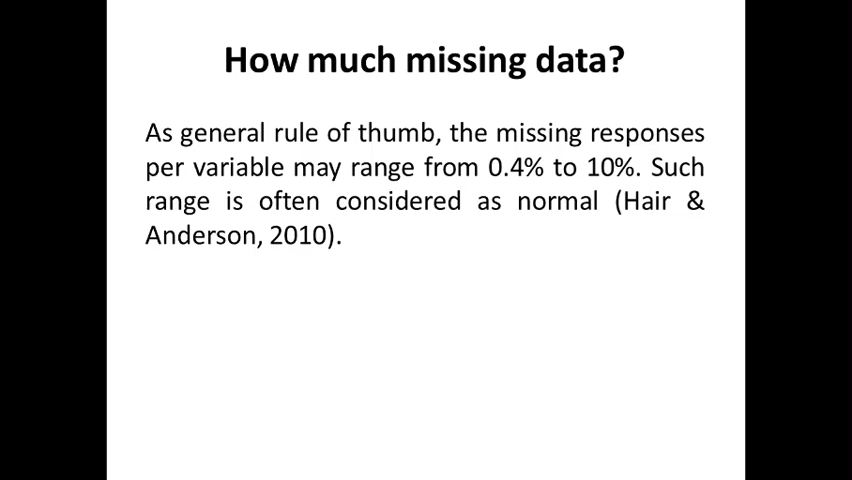 How much missing data?
As general rule of thumb, the missing responses
per variable may range from 0.4% to 10%. Such
range is often considered as normal (Hair &
Anderson, 2010).